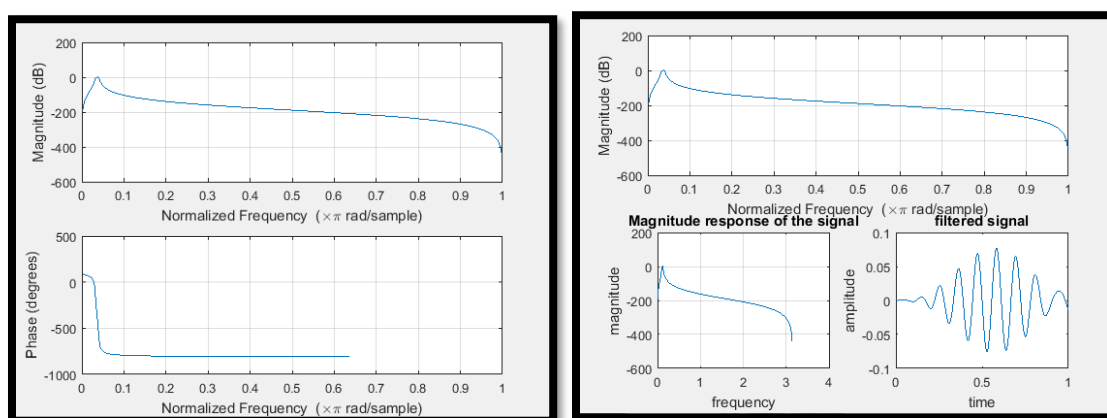 200
0
-200
-400
-600
Magnitude (dB)
0 0.1 0.2 0.3 0.4 0.5 0.6 0.7 0.8 0.9 1
Normalized Frequency (×π rad/sample)
500
0
-500
-1000
Phase (degrees)
0 0.1 0.2 0.3 0.4 0.5 0.6 0.7 0.8 0.9 1
Normalized Frequency (×π rad/sample)
200
0
-200
-400
-600
Magnitude (dB)
0 0.1 0.2 0.3 0.4 0.5 0.6 0.7 0.8 0.9 1
Normalized Frequency (×π rad/sample)
Magnitude response of the signal
200
0
-200
-400
-600
magnitude
0 1 2 3 4
frequency
filtered signal
0.1
0.05
0
-0.05
-0.1
amplitude
0 0.5 1
time